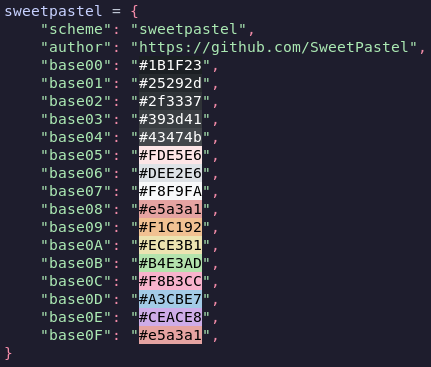 sweetpastel = {
    "scheme": "sweetpastel",
    "author": "https://github.com/SweetPastel",
    "base00": "#1B1F23",
    "base01": "#25292d",
    "base02": "#2f3337",
    "base03": "#393d41",
    "base04": "#43474b",
    "base05": "#FDE5E6",
    "base06": "#DEE2E6",
    "base07": "#F8F9FA",
    "base08": "#e5a3a1",
    "base09": "#F1C192",
    "base0A": "#ECE3B1",
    "base0B": "#B4E3AD",
    "base0C": "#F8B3CC",
    "base0D": "#A3CBE7",
    "base0E": "#CEACE8",
    "base0F": "#e5a3a1",
}